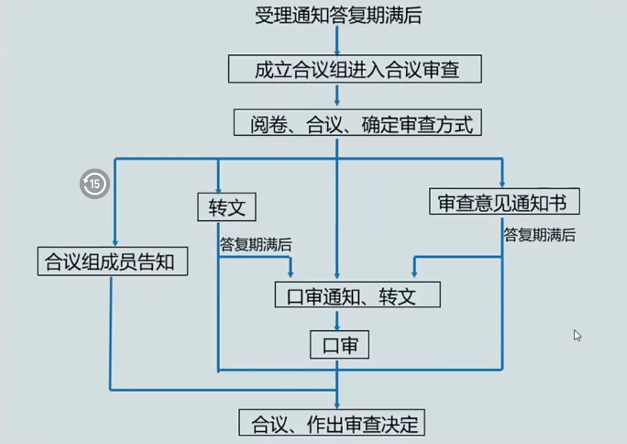 受理通知答复期满后
成立合议组进入合议审查
阅卷、合议、确定审查方式
15
转文
审查意见通知书
答复期满后
答复期满后
合议组成员告知
口审通知、转文
口审
合议、作出审查决定